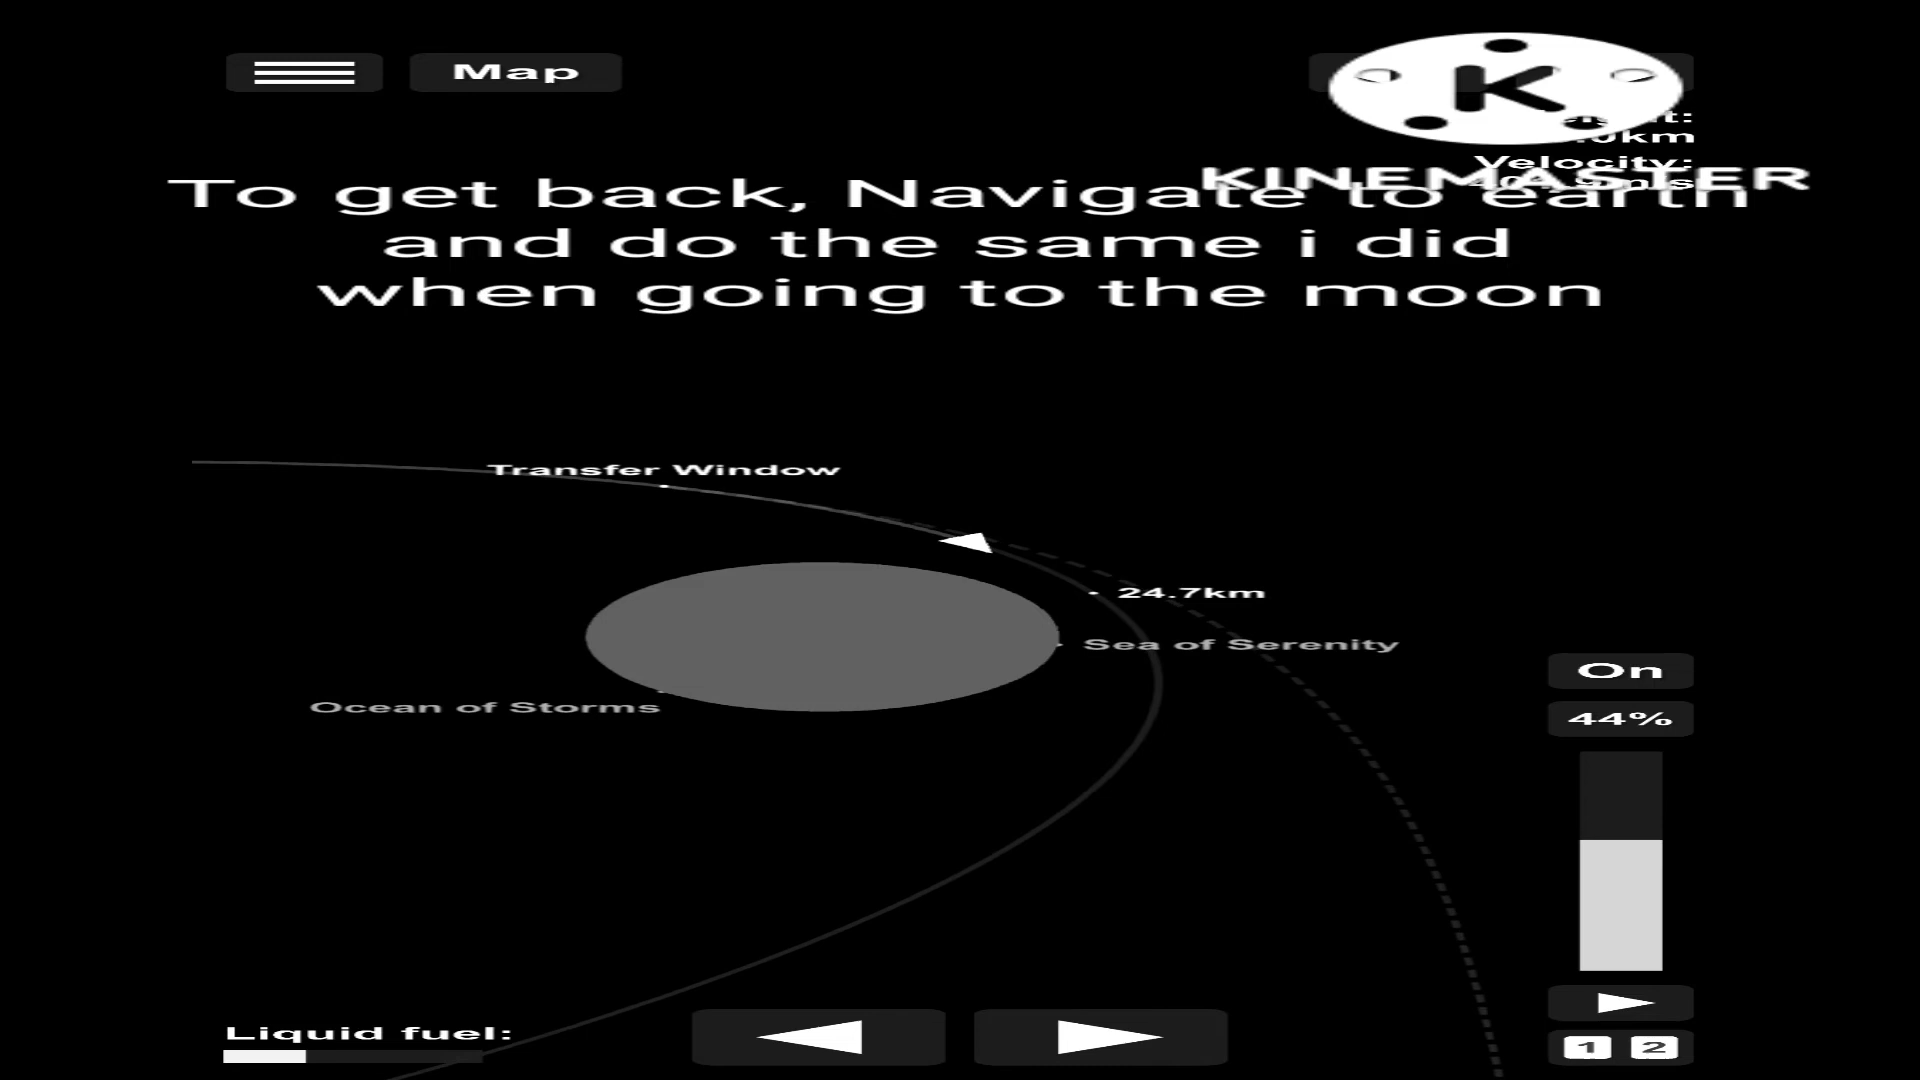 Map
K
KINEMASTER
Velocity:
To get back, Navigate to earth
and do the same i did
when going to the moon
Transfer Window
24.7km
Sea of Serenity
Ocean of Storms
On
44%
Liquid fuel:
1 2